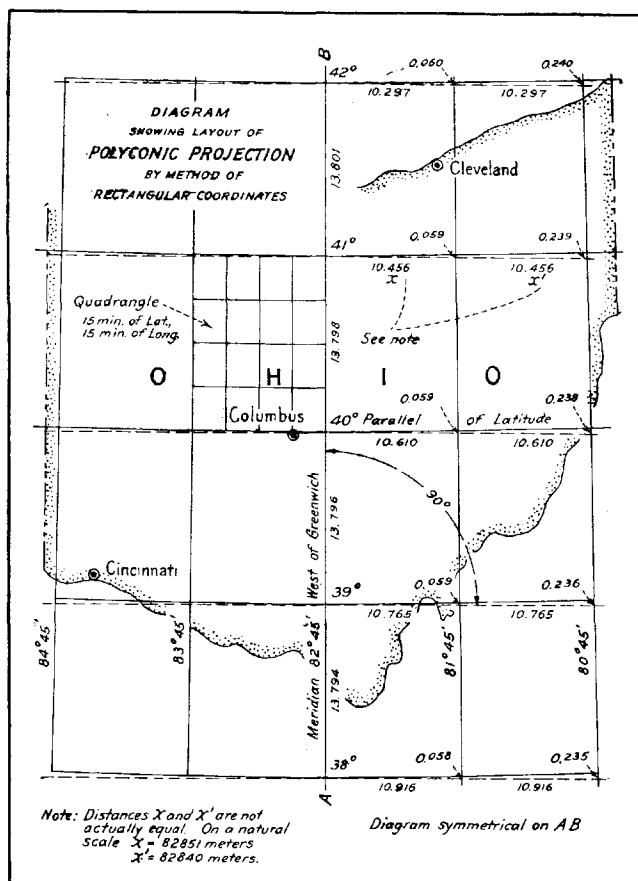 B
42°
0.060
0.240
10.297
10.297
DIAGRAM
SHOWING LAYOUT OF
POLYCONIC PROJECTION
BY METHOD OF
RECTANGULAR COORDINATES
13.801
Cleveland
41°
0.059
0.239
10.456
10.456
x
x'
Quadrangle
15 min. of Lat.,
15 min. of Long.
13.798
See note
O H I O
Columbus
0.059
0.238
40° Parallel of Latitude
10.610
10.610
90°
13.796
Cincinnati
Meridian 82°45' West of Greenwich
39°
0.059
0.236
10.765
10.765
84°45'
83°45'
81°45'
80°45'
13.794
38°
0.058
0.235
10.916
10.916
A
Note: Distances X and X' are not
actually equal. On a natural
scale X = 82851 meters
X' = 82840 meters.
Diagram symmetrical on AB